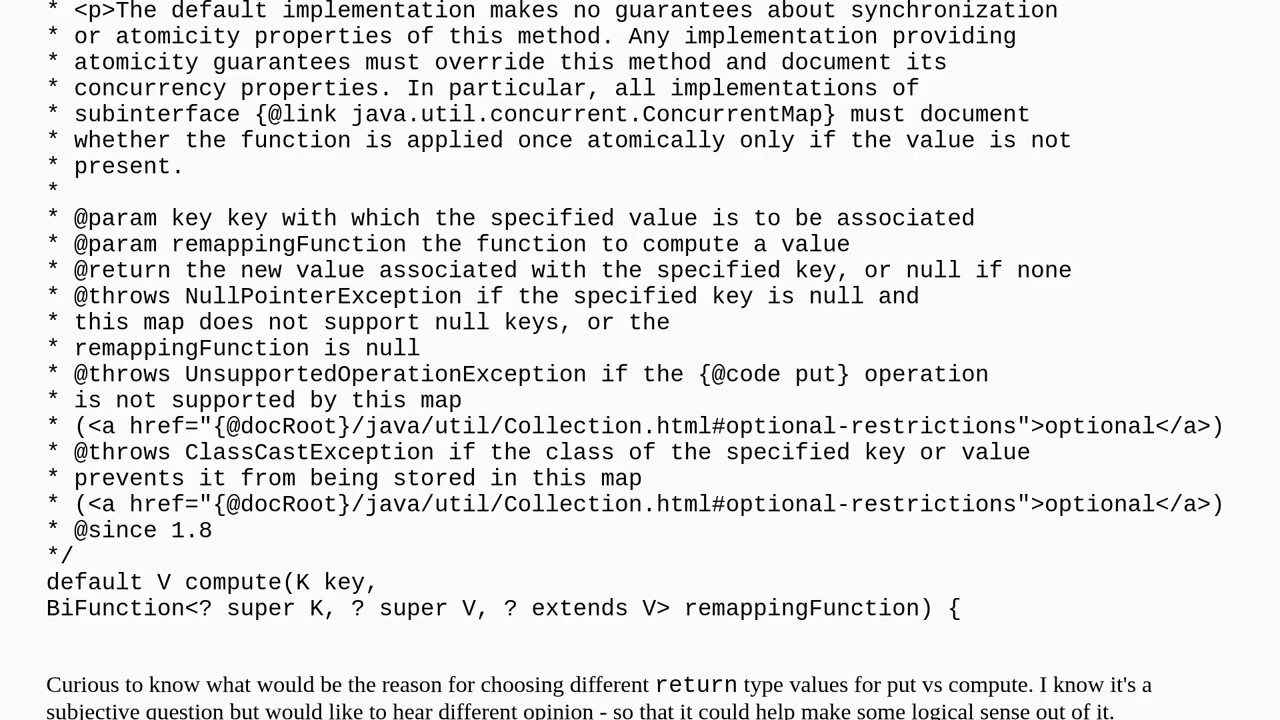 * <p>The default implementation makes no guarantees about synchronization
* or atomicity properties of this method. Any implementation providing
* atomicity guarantees must override this method and document its
* concurrency properties. In particular, all implementations of
* subinterface {@link java.util.concurrent.ConcurrentMap} must document
* whether the function is applied once atomically only if the value is not
* present.
*
* @param key key with which the specified value is to be associated
* @param remappingFunction the function to compute a value
* @return the new value associated with the specified key, or null if none
* @throws NullPointerException if the specified key is null and
* this map does not support null keys, or the
* remappingFunction is null
* @throws UnsupportedOperationException if the {@code put} operation
* is not supported by this map
* (<a href="{@docRoot}/java/util/Collection.html#optional-restrictions">optional</a>)
* @throws ClassCastException if the class of the specified key or value
* prevents it from being stored in this map
* (<a href="{@docRoot}/java/util/Collection.html#optional-restrictions">optional</a>)
* @since 1.8
*/
default V compute(K key,
BiFunction<? super K, ? super V, ? extends V> remappingFunction) {
Curious to know what would be the reason for choosing different return type values for put vs compute. I know it's a
subjective question but would like to hear different opinion - so that it could help make some logical sense out of it.